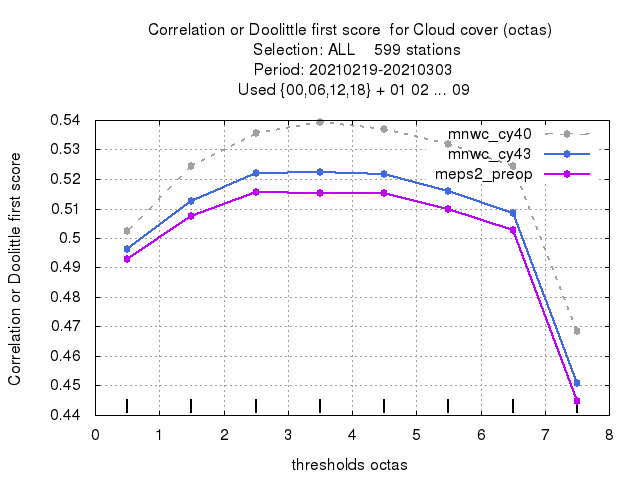 Correlation or Doolittle first score  for Cloud cover (octas)
Selection: ALL    599 stations
Period: 20210219-20210303
Used {00,06,12,18} + 01 02 ... 09
Correlation or Doolittle first score
0.54
0.53
0.52
0.51
0.5
0.49
0.48
0.47
0.46
0.45
0.44
mnwc_cy40
mnwc_cy43
meps2_preop
0 1 2 3 4 5 6 7 8
thresholds octas